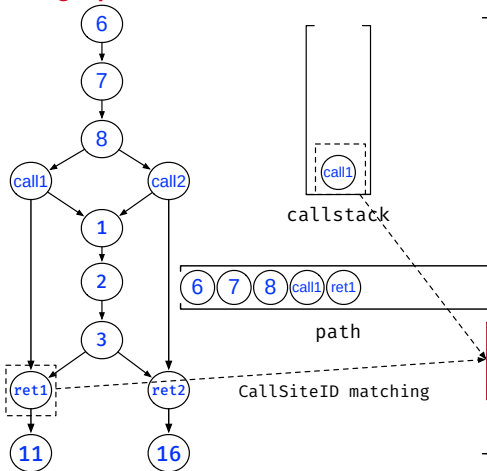 6
7
8
call1
call2
1
2
3
ret1
ret2
11
16
call1
callstack
6 7 8 call1 ret1
path
CallSiteID matching